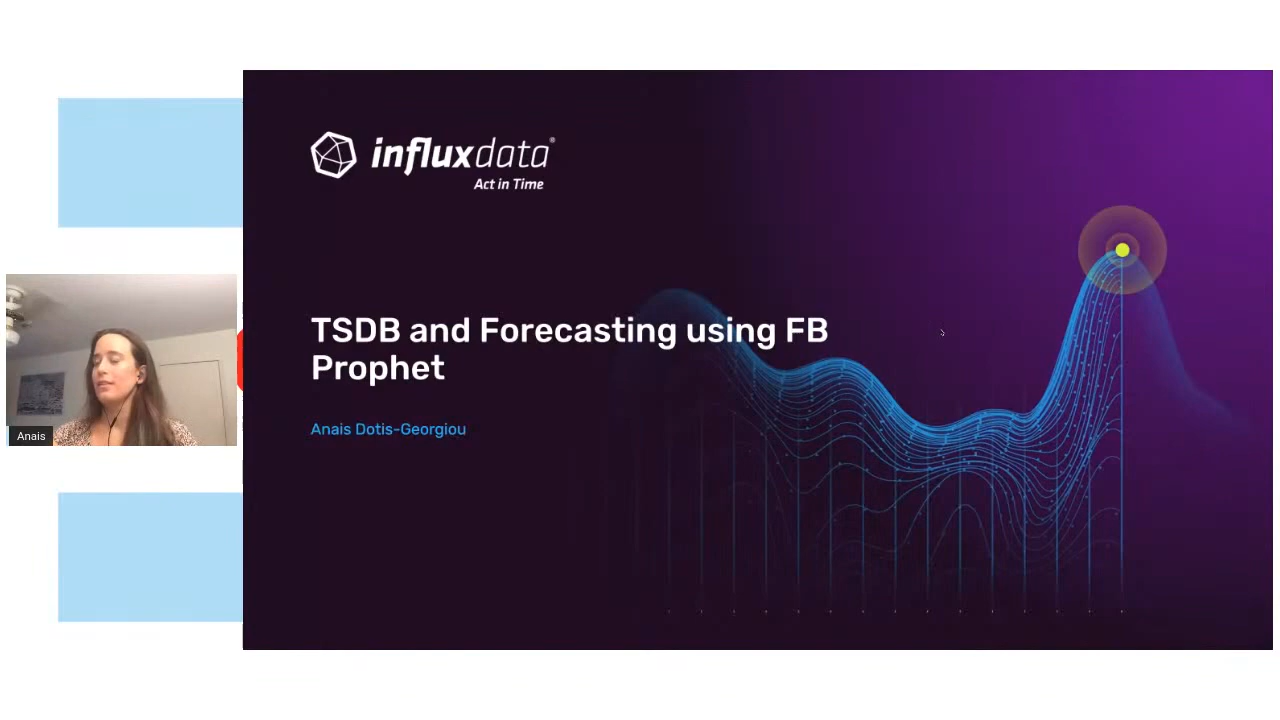 influxdata®
Act in Time
TSDB and Forecasting using FB
Prophet
Anais Dotis-Georgiou
Anais